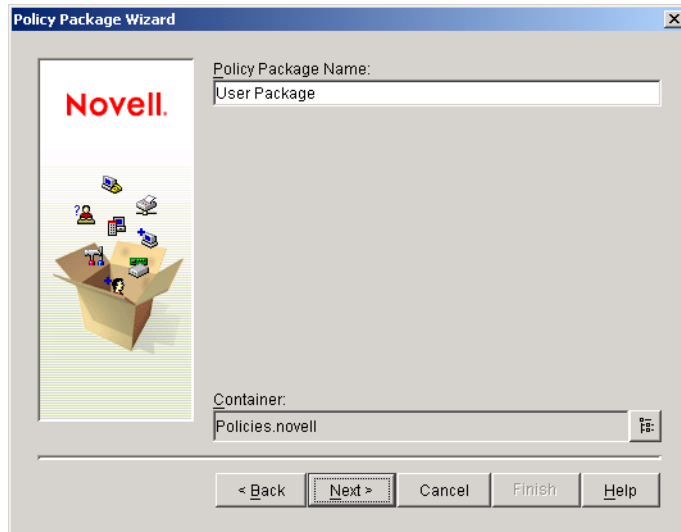 Policy Package Wizard
Novell.
Policy Package Name:
User Package
Container:
Policies.novell
< Back
Next >
Cancel
Finish
Help